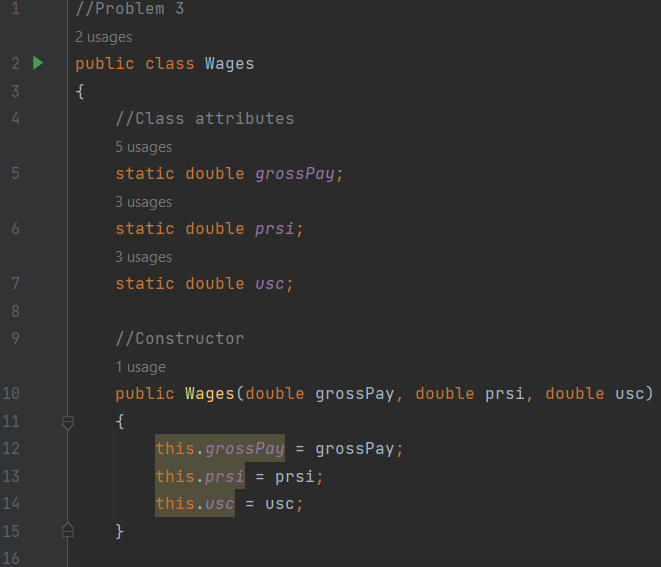 1 //Problem 3
2 usages
2 public class Wages
3 {
4 //Class attributes
5 usages
5 static double grossPay;
3 usages
6 static double prsi;
3 usages
7 static double usc;
8
9 //Constructor
1 usage
10 public Wages(double grossPay, double prsi, double usc)
11 {
12 this.grossPay = grossPay;
13 this.prsi = prsi;
14 this.usc = usc;
15 }
16